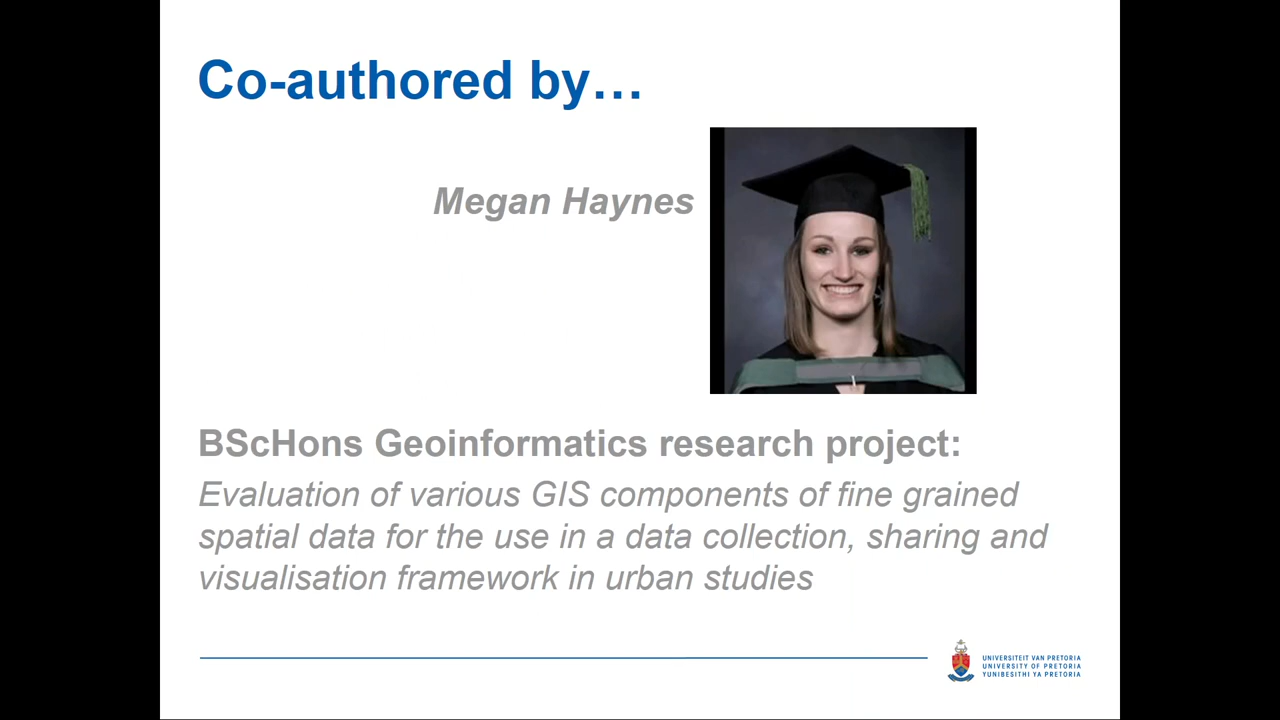 Co-authored by…
Megan Haynes
BScHons Geoinformatics research project:
Evaluation of various GIS components of fine grained
spatial data for the use in a data collection, sharing and
visualisation framework in urban studies
UNIVERSITEIT VAN PRETORIA
UNIVERSITY OF PRETORIA
YUNIBESITHI YA PRETORIA